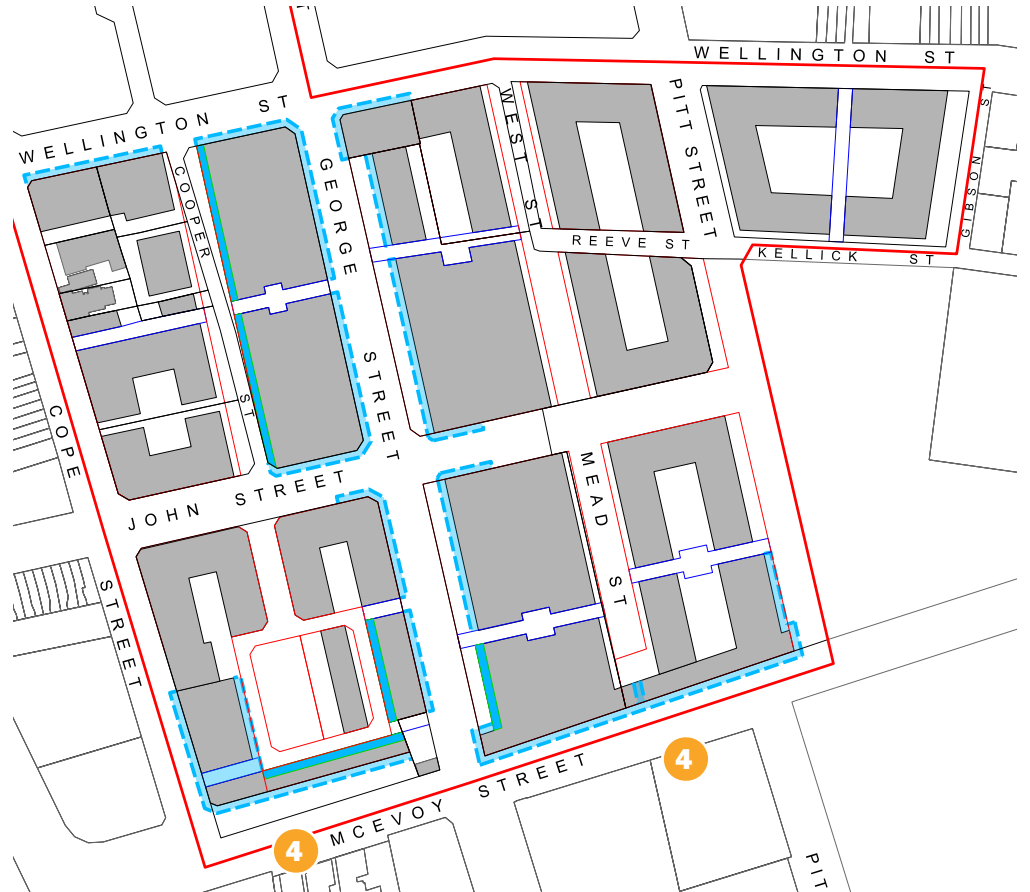 WELLINGTON ST
WELLINGTON ST
PITT STREET
WEST ST
GIBSON ST
COOPER ST
GEORGE STREET
REEVE ST
KELLICK ST
COPE STREET
JOHN STREET
MEAD ST
MCEVOY STREET
4
4
PIT